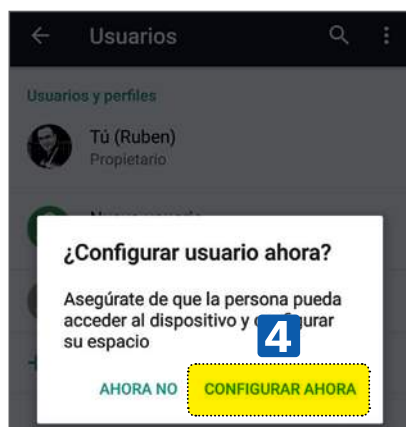 Usuarios
Usuarios y perfiles
Tú (Ruben)
Propietario
¿Configurar usuario ahora?
Asegúrate de que la persona pueda
acceder al dispositivo y
su espacio
4
AHORA NO CONFIGURAR AHORA